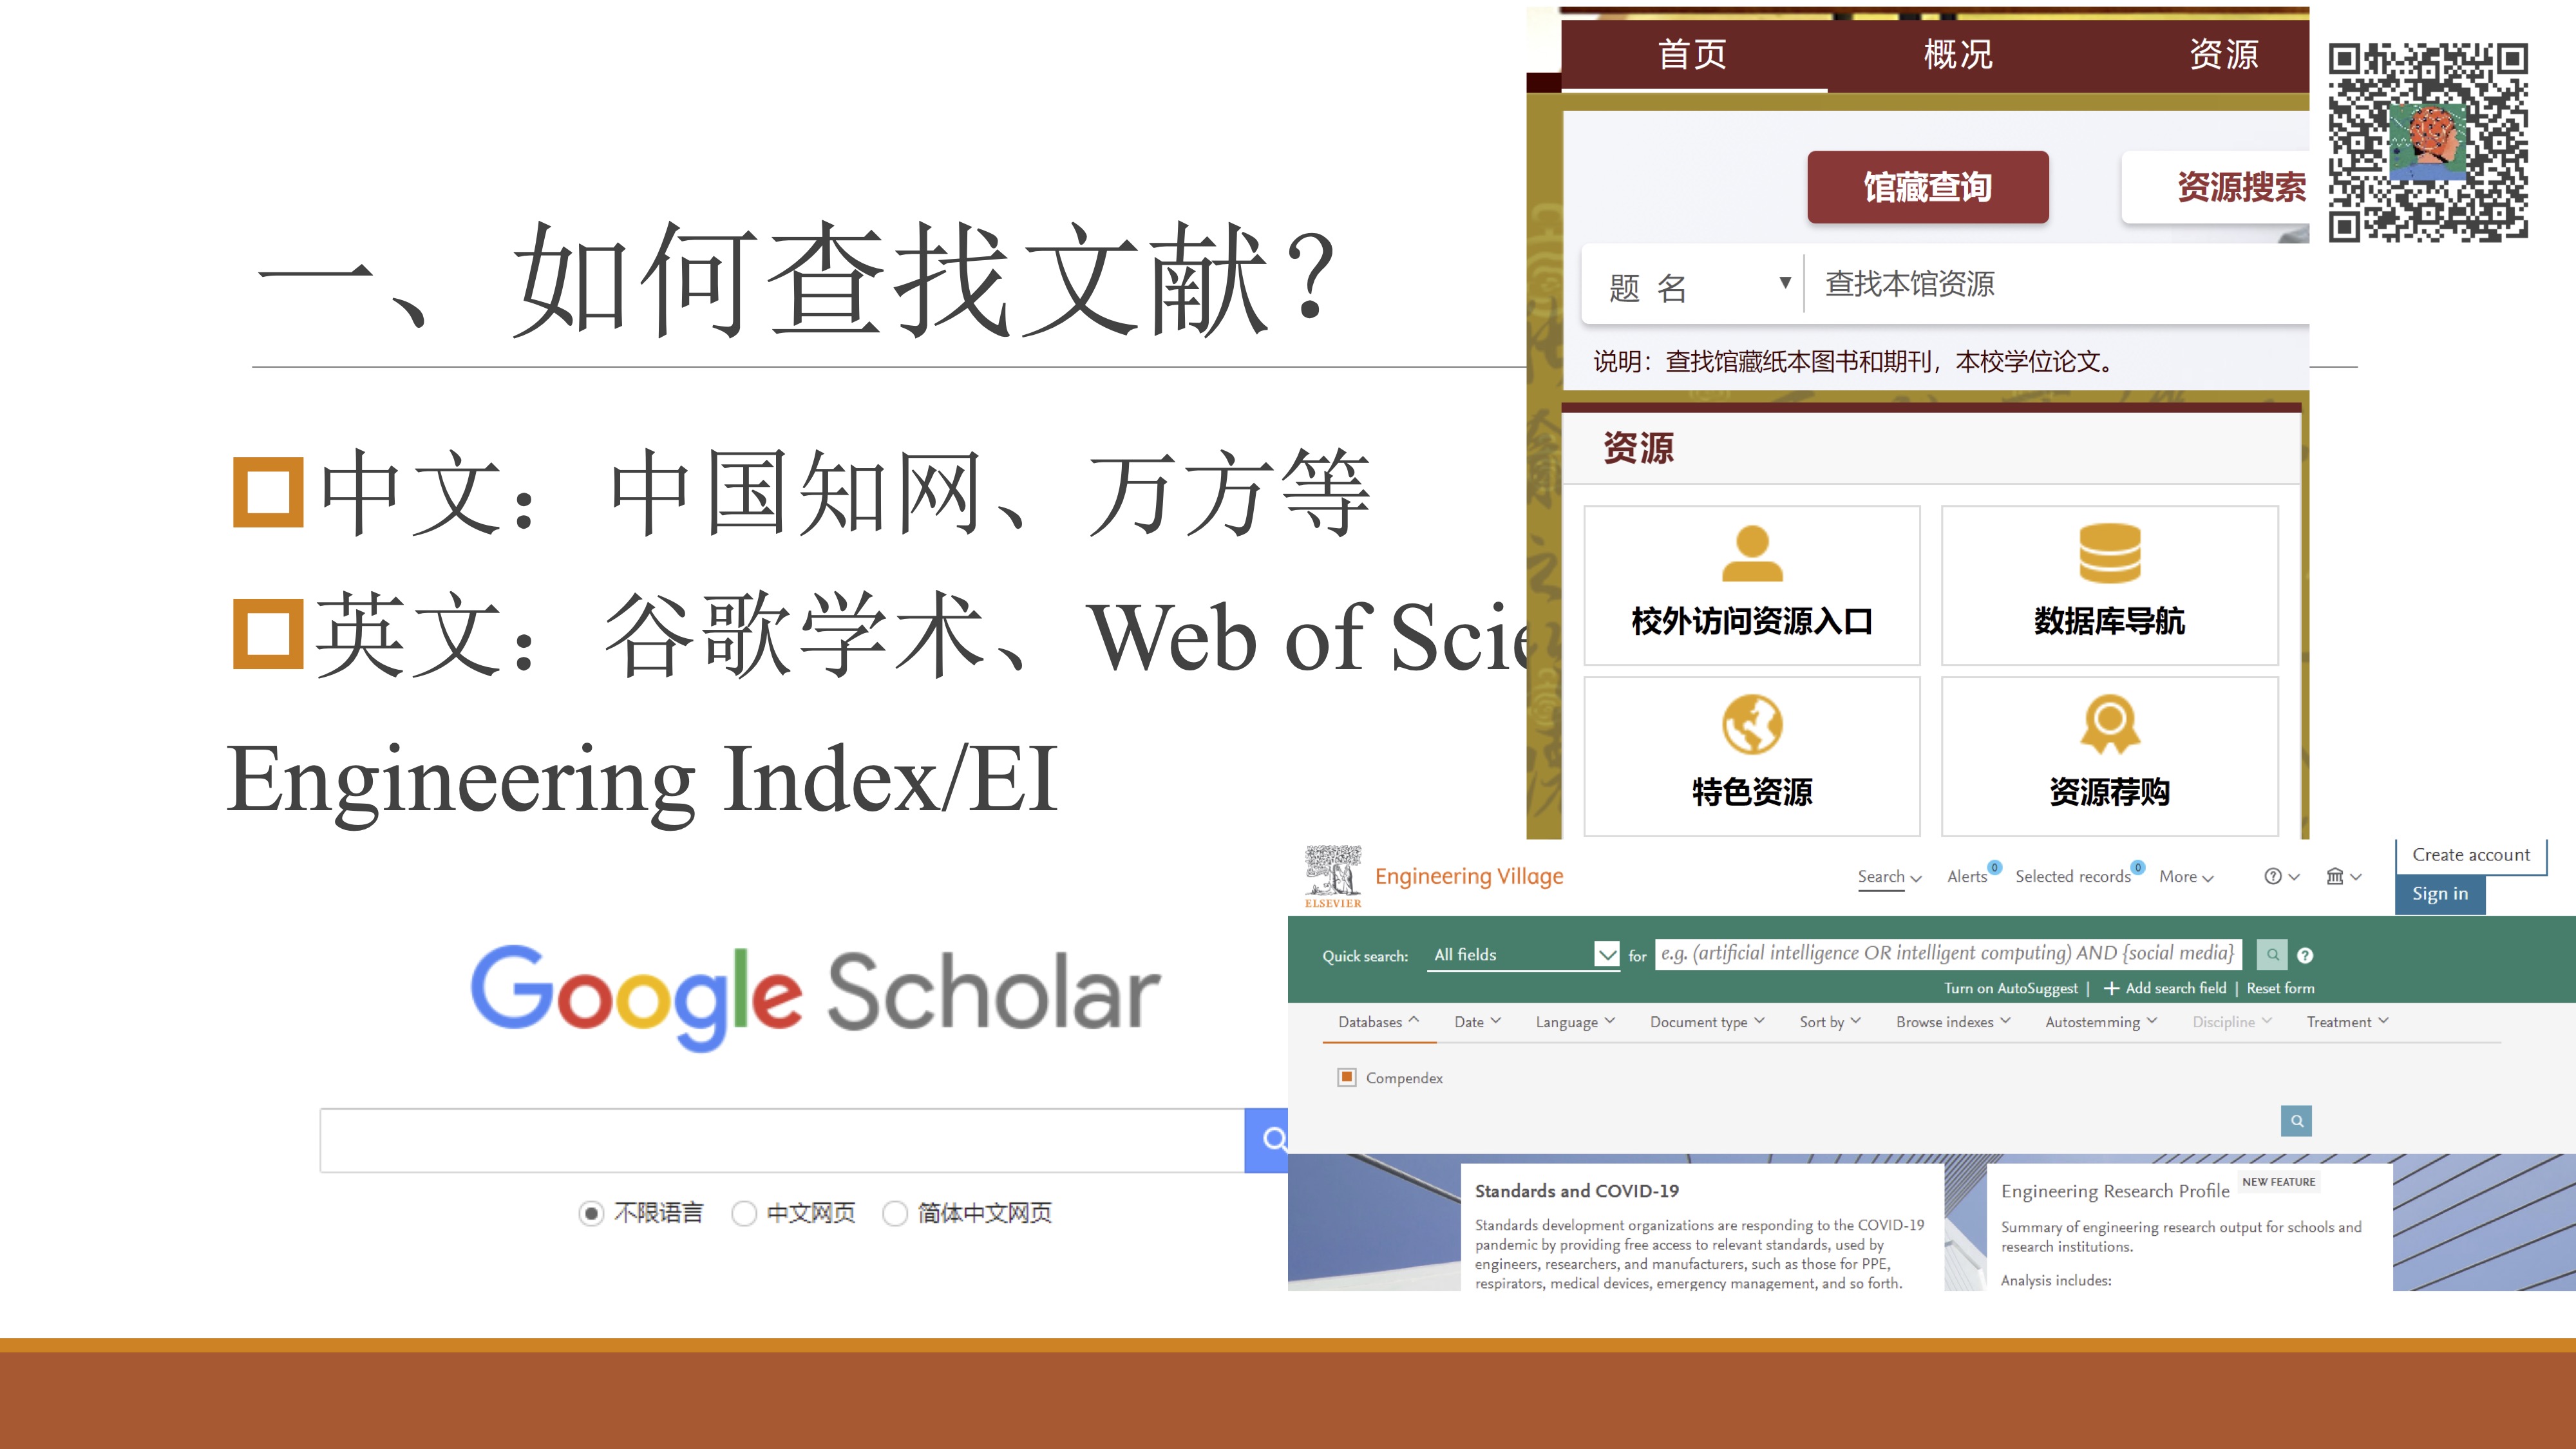 一、如何查找文献？
中文：中国知网、万方等
英文：谷歌学术、Web of Scie
Engineering Index/EI
首页 概况 资源
馆藏查询 资源搜索
题 名 查找本馆资源
说明：查找馆藏纸本图书和期刊，本校学位论文。
资源
校外访问资源入口 数据库导航
特色资源 资源荐购
Google Scholar
不限语言 中文网页 简体中文网页
ELSEVIER
Engineering Village
Search Alerts 0 Selected records 0 More
Create account
Sign in
Quick search: All fields for e.g. (artificial intelligence OR intelligent computing) AND {social media}
Turn on AutoSuggest | + Add search field | Reset form
Databases Date Language Document type Sort by Browse indexes Autostemming Discipline Treatment
Compendex
Standards and COVID-19
Standards development organizations are responding to the COVID-19
pandemic by providing free access to relevant standards, used by
engineers, researchers, and manufacturers, such as those for PPE,
respirators, medical devices, emergency management, and so forth.
Engineering Research Profile NEW FEATURE
Summary of engineering research output for schools and
research institutions.
Analysis includes: